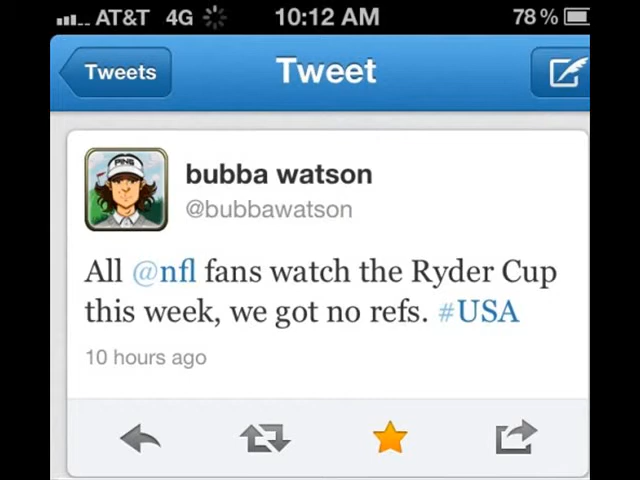 AT&T 4G 10:12 AM 78%
Tweets Tweet
PING
bubba watson
@bubbawatson
All @nfl fans watch the Ryder Cup
this week, we got no refs. #USA
10 hours ago